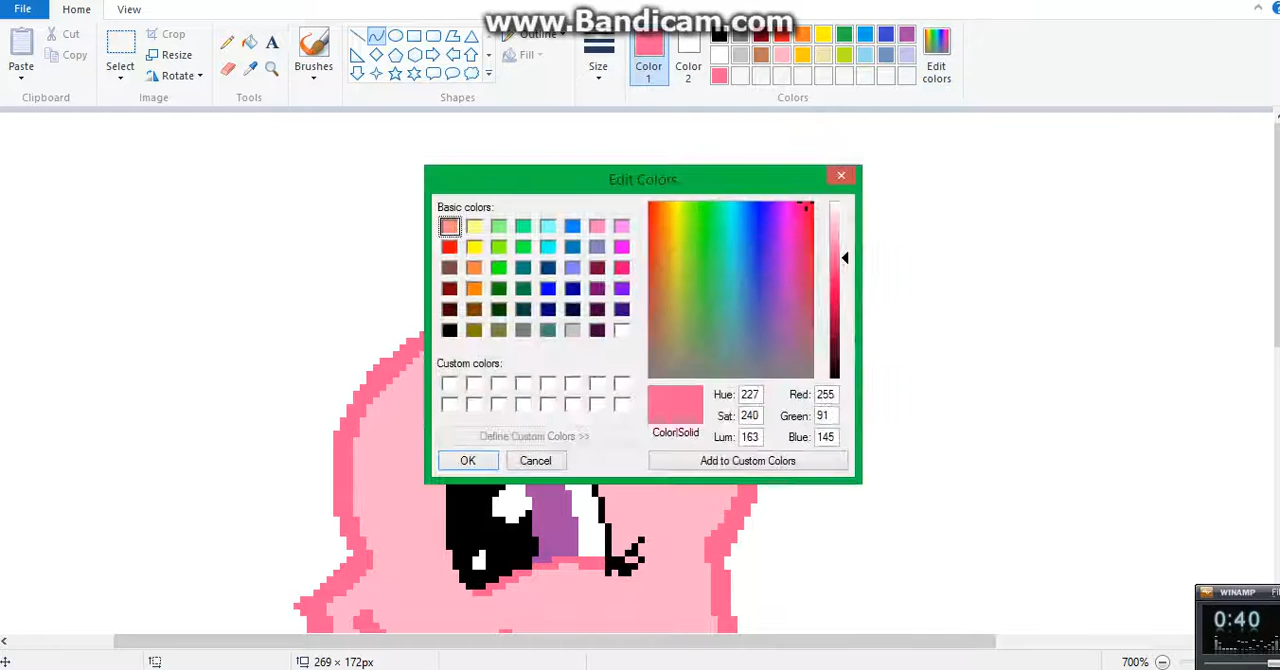 www.Bandicam.com
File
Home
View
Cut
Copy
Paste
Clipboard
Crop
Resize
Rotate
Select
Image
Tools
Brushes
Outline
Fill
Shapes
Size
Color
1
Color
2
Edit
colors
Colors
Edit Colors
Basic colors:
Custom colors:
Define Custom Colors >>
OK
Cancel
Color|Solid
Hue: 227
Sat: 240
Lum: 163
Red: 255
Green: 91
Blue: 145
Add to Custom Colors
WINAMP
0:40
269 × 172px
700%